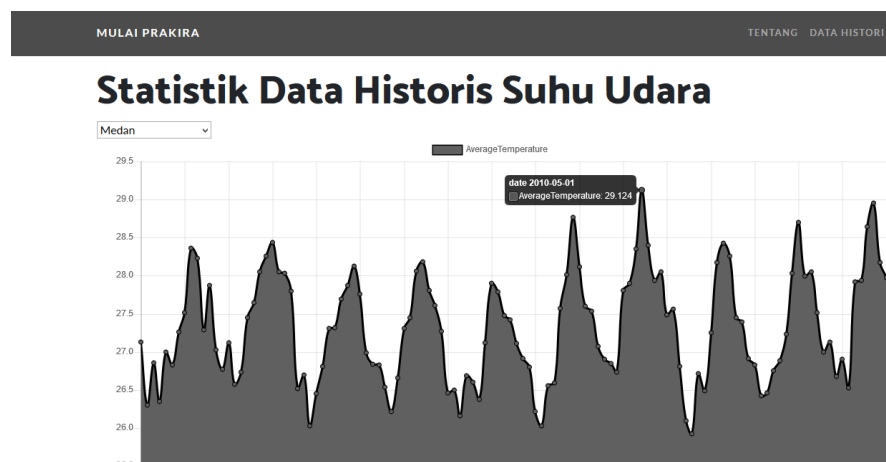 MULAI PRAKIRA
TENTANG DATA HISTORI
Statistik Data Historis Suhu Udara
Medan
AverageTemperature
29.5
date 2010-05-01
AverageTemperature: 29.124
29.0
28.5
28.0
27.5
27.0
26.5
26.0